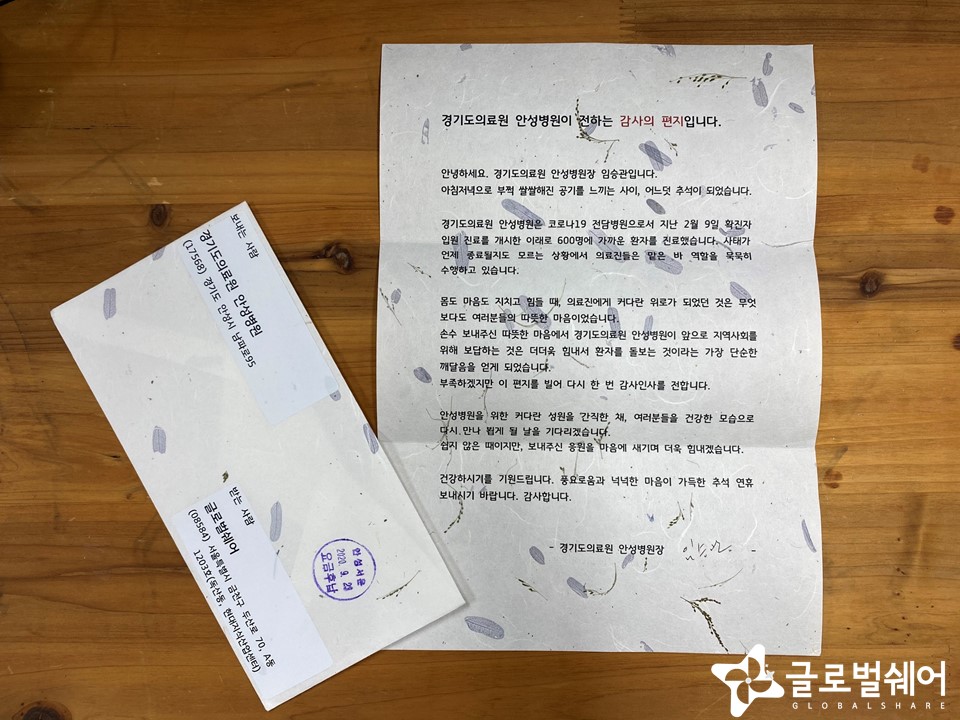 경기도의료원 안성병원이 전하는 감사의 편지입니다.
안녕하세요. 경기도의료원 안성병원장 임승관입니다.
아침저녁으로 부쩍 쌀쌀해진 공기를 느끼는 사이, 어느덧 추석이 되었습니다.
경기도의료원 안성병원은 코로나19 전담병원으로서 지난 2월 9일 확진자
입원 진료를 개시한 이래로 600명에 가까운 환자를 진료했습니다. 사태가
언제 종료될지도 모르는 상황에서 의료진들은 맡은 바 역할을 묵묵히
수행하고 있습니다.
몸도 마음도 지치고 힘들 때, 의료진에게 커다란 위로가 되었던 것은 무엇
보다도 여러분들의 따뜻한 마음이었습니다.
손수 보내주신 따뜻한 마음에서 경기도의료원 안성병원이 앞으로 지역사회를
위해 보답하는 것은 더더욱 힘내서 환자를 돌보는 것이라는 가장 단순한
깨달음을 얻게 되었습니다.
부족하겠지만 이 편지를 빌어 다시 한 번 감사인사를 전합니다.
안성병원을 위한 커다란 성원을 간직한 채, 여러분들을 건강한 모습으로
다시 만나 뵙게 될 날을 기다리겠습니다.
쉽지 않은 때이지만, 보내주신 응원을 마음에 새기며 더욱 힘내겠습니다.
건강하시기를 기원드립니다. 풍요로움과 넉넉한 마음이 가득한 추석 연휴
보내시기 바랍니다. 감사합니다.
- 경기도의료원 안성병원장 -
보내는 사람
경기도의료원 안성병원
(17568) 경기도 안성시 남파로95
받는 사람
글로벌쉐어
(08584) 서울특별시 금천구 두산로 70, A동
1203호(독산동, 현대지식산업센터)
2020. 9. 28
요금후납
글로벌쉐어
GLOBALSHARE